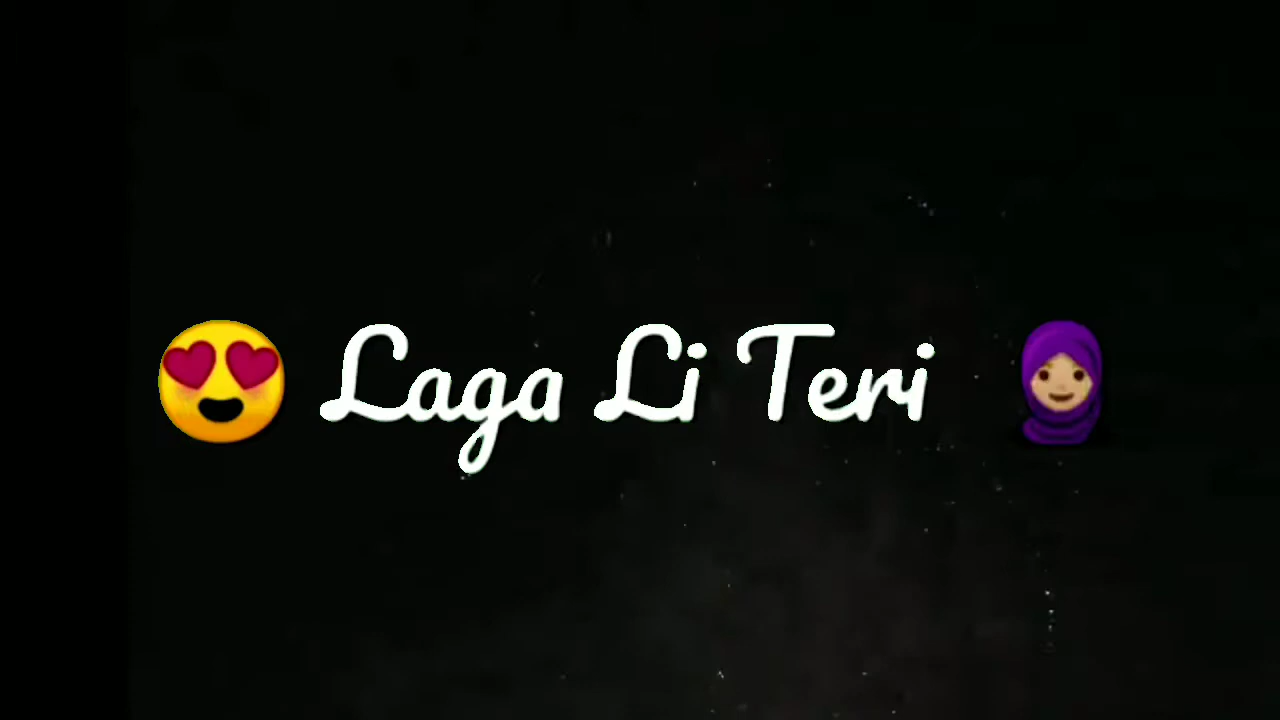 😍 Laga Li Teri 🧕🏼